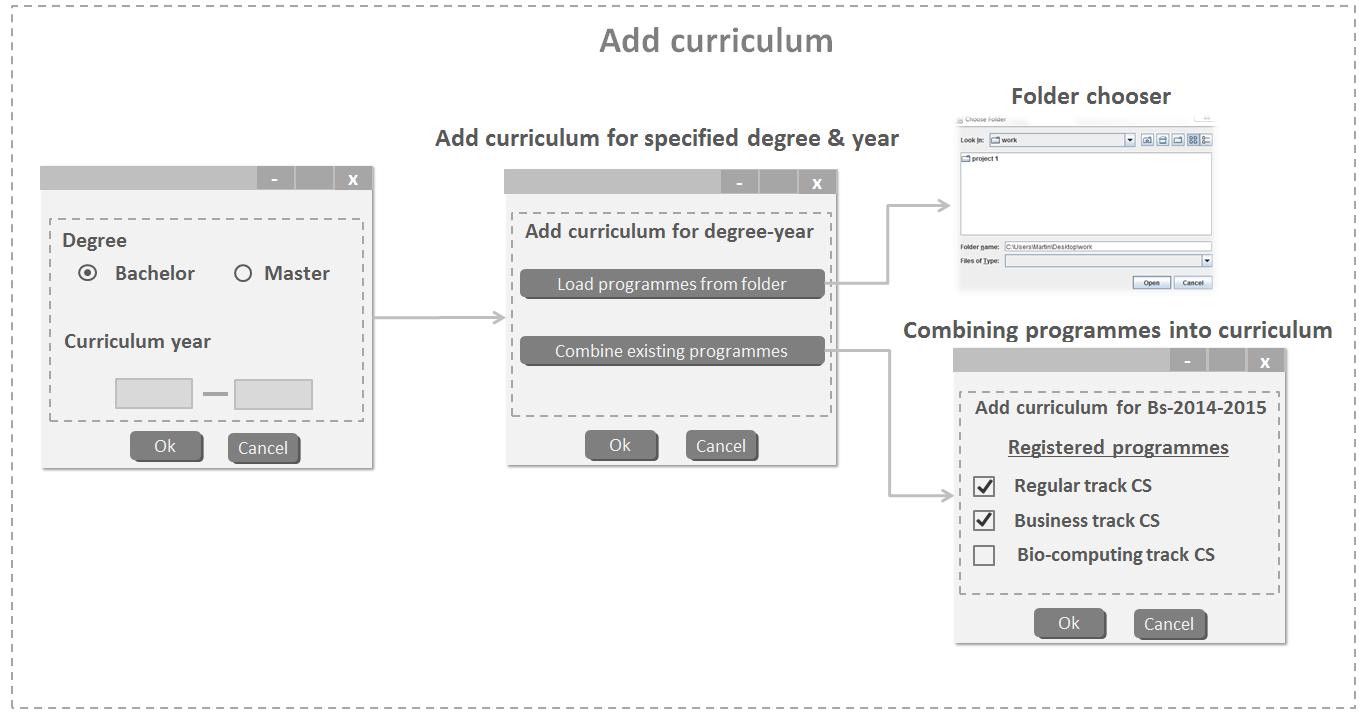 Add curriculum
Folder chooser
Choose Folder
Look In:
work
project 1
Folder name:
C:\Users\Martin\Desktop\work
Files of Type:
Open
Cancel
Add curriculum for specified degree & year
- x
Degree
Bachelor
Master
Curriculum year
Ok
Cancel
- x
Add curriculum for degree-year
Load programmes from folder
Combine existing programmes
Ok
Cancel
Combining programmes into curriculum
- x
Add curriculum for Bs-2014-2015
Registered programmes
Regular track CS
Business track CS
Bio-computing track CS
Ok
Cancel